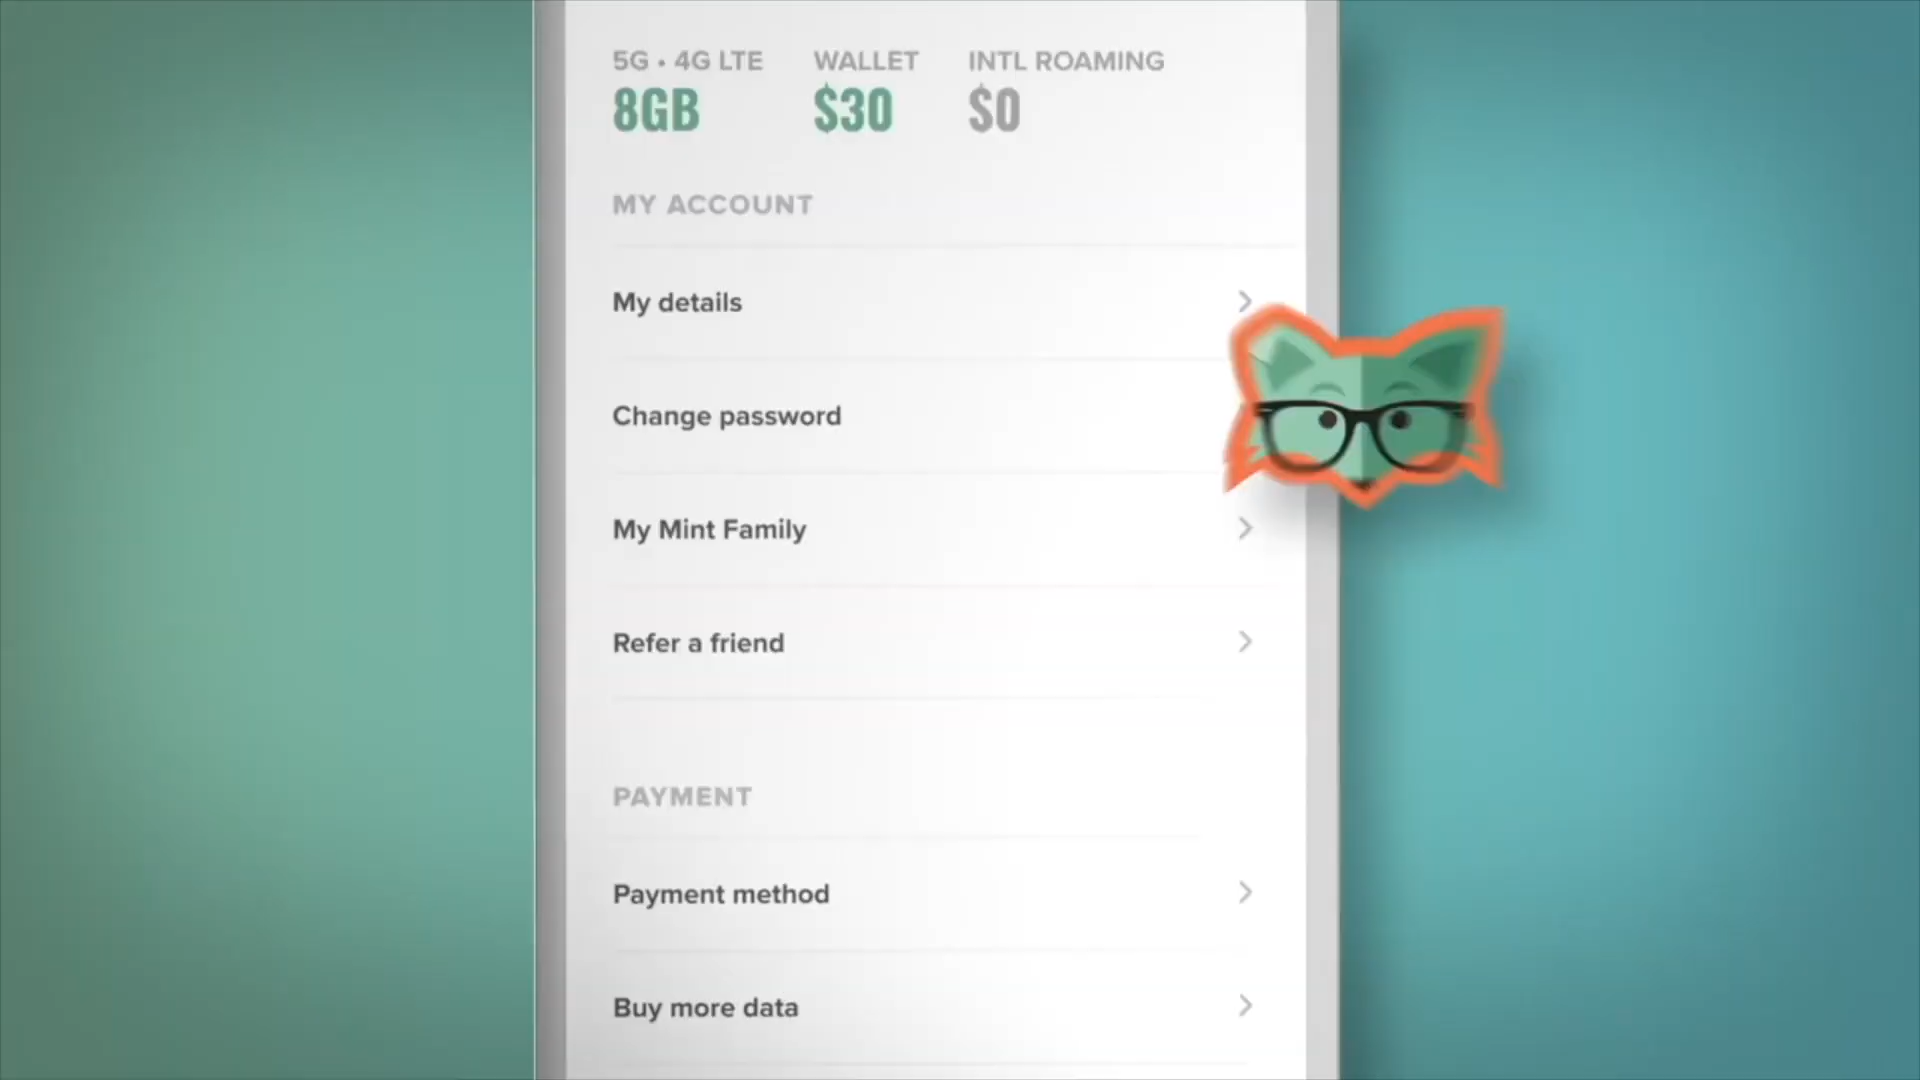 5G • 4G LTE WALLET INTL ROAMING
8GB $30 $0
MY ACCOUNT
My details
Change password
My Mint Family
Refer a friend
PAYMENT
Payment method
Buy more data